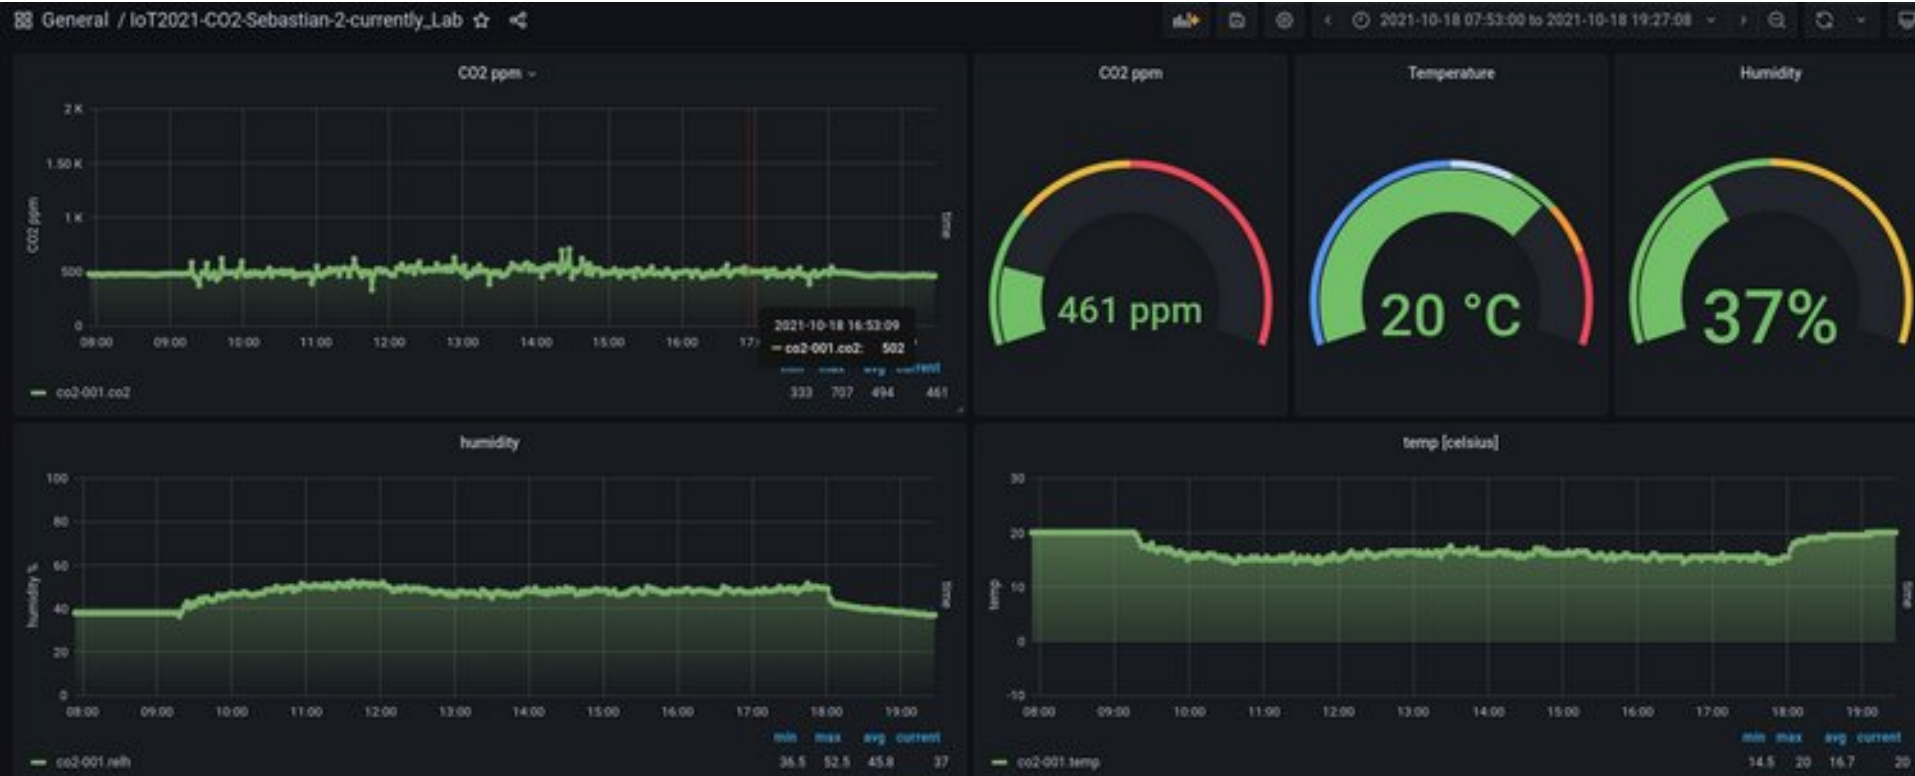 General / IoT2021-CO2-Sebastian-2-currently_Lab
2021-10-18 07:53:00 to 2021-10-18 19:27:08
CO2 ppm
2 K
1.50 K
1 K
500
0
CO2 ppm
time
08:00 09:00 10:00 11:00 12:00 13:00 14:00 15:00 16:00
2021-10-18 16:53:09
co2-001.co2: 502
min max avg current
co2-001.co2 333 707 494 461
CO2 ppm
461 ppm
Temperature
20 °C
Humidity
37%
humidity
100
80
60
40
20
0
humidity %
time
08:00 09:00 10:00 11:00 12:00 13:00 14:00 15:00 16:00 17:00 18:00 19:00
min max avg current
co2-001.relh 36.5 52.5 45.8 37
temp [celsius]
30
20
10
0
-10
temp
time
08:00 09:00 10:00 11:00 12:00 13:00 14:00 15:00 16:00 17:00 18:00 19:00
min max avg current
co2-001.temp 14.5 20 16.7 20